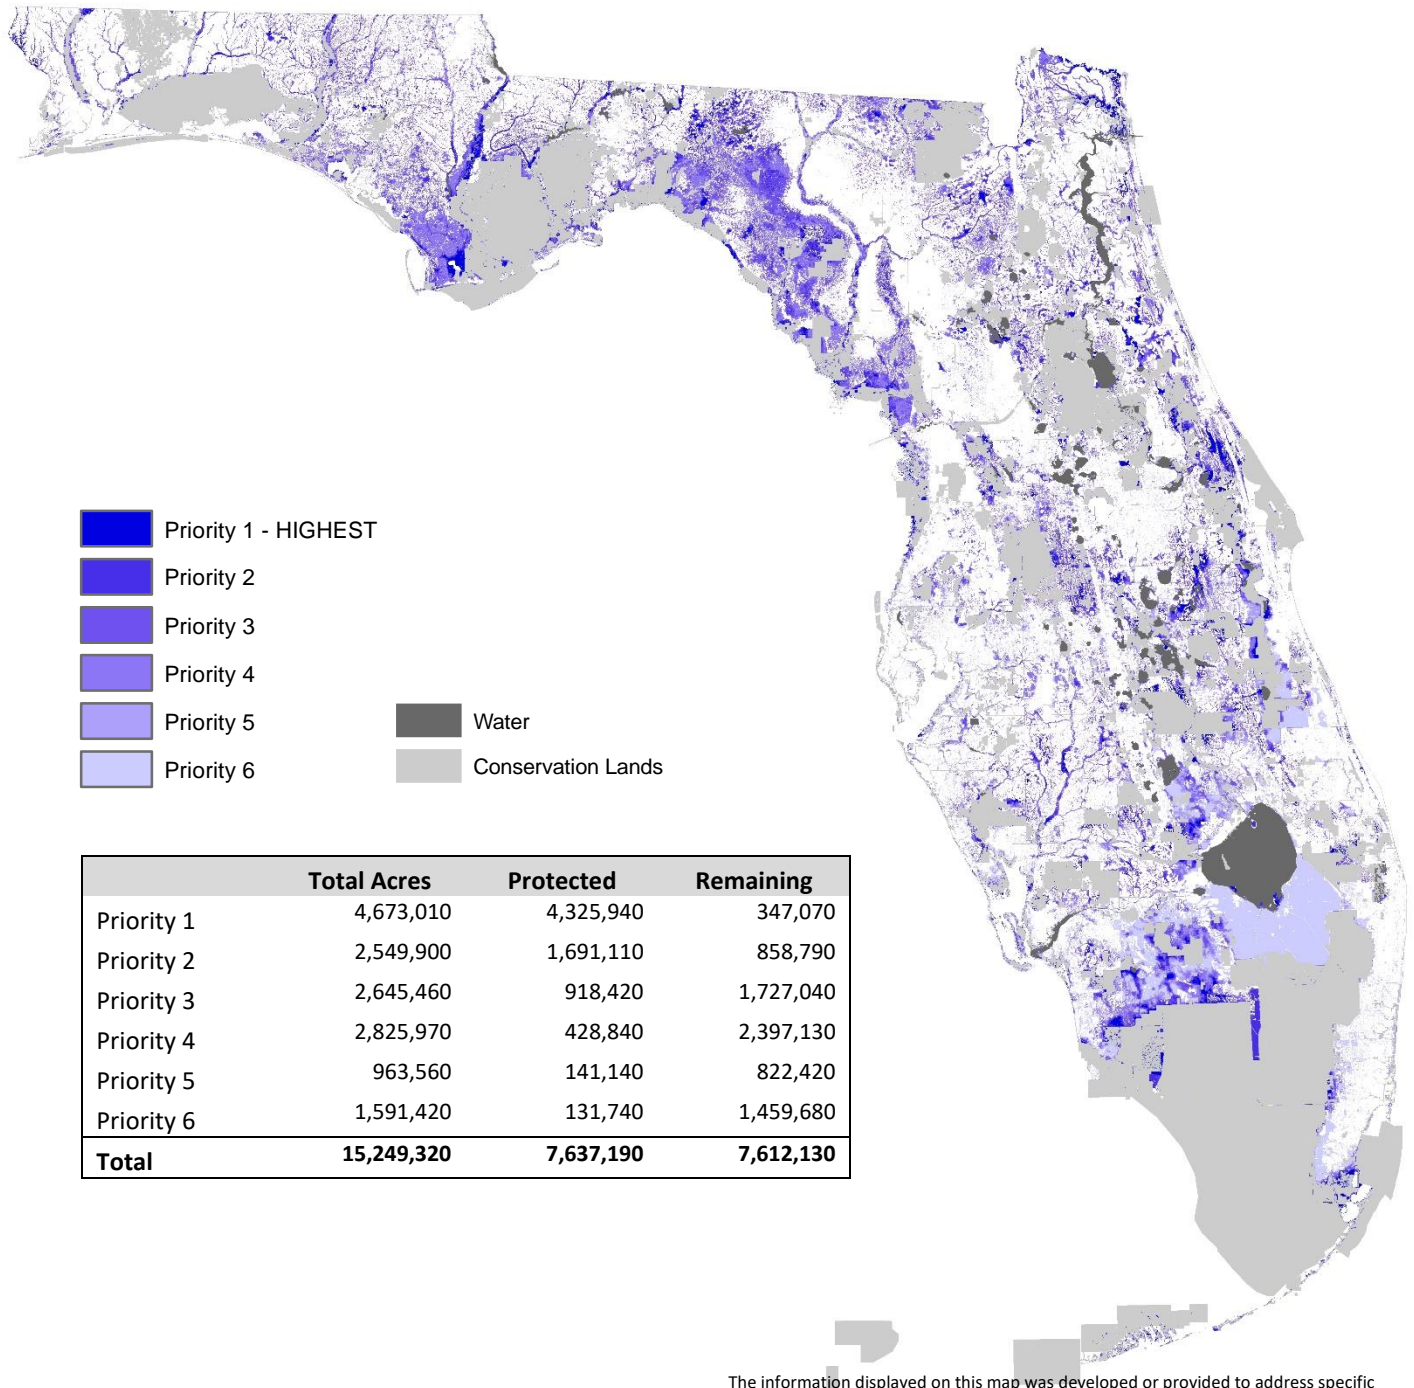 Priority 1 - HIGHEST
Priority 2
Priority 3
Priority 4
Priority 5
Priority 6
Water
Conservation Lands
Total Acres Protected Remaining
Priority 1 4,673,010 4,325,940 347,070
Priority 2 2,549,900 1,691,110 858,790
Priority 3 2,645,460 918,420 1,727,040
Priority 4 2,825,970 428,840 2,397,130
Priority 5 963,560 141,140 822,420
Priority 6 1,591,420 131,740 1,459,680
Total 15,249,320 7,637,190 7,612,130
The information displayed on this map was developed or provided to address specific